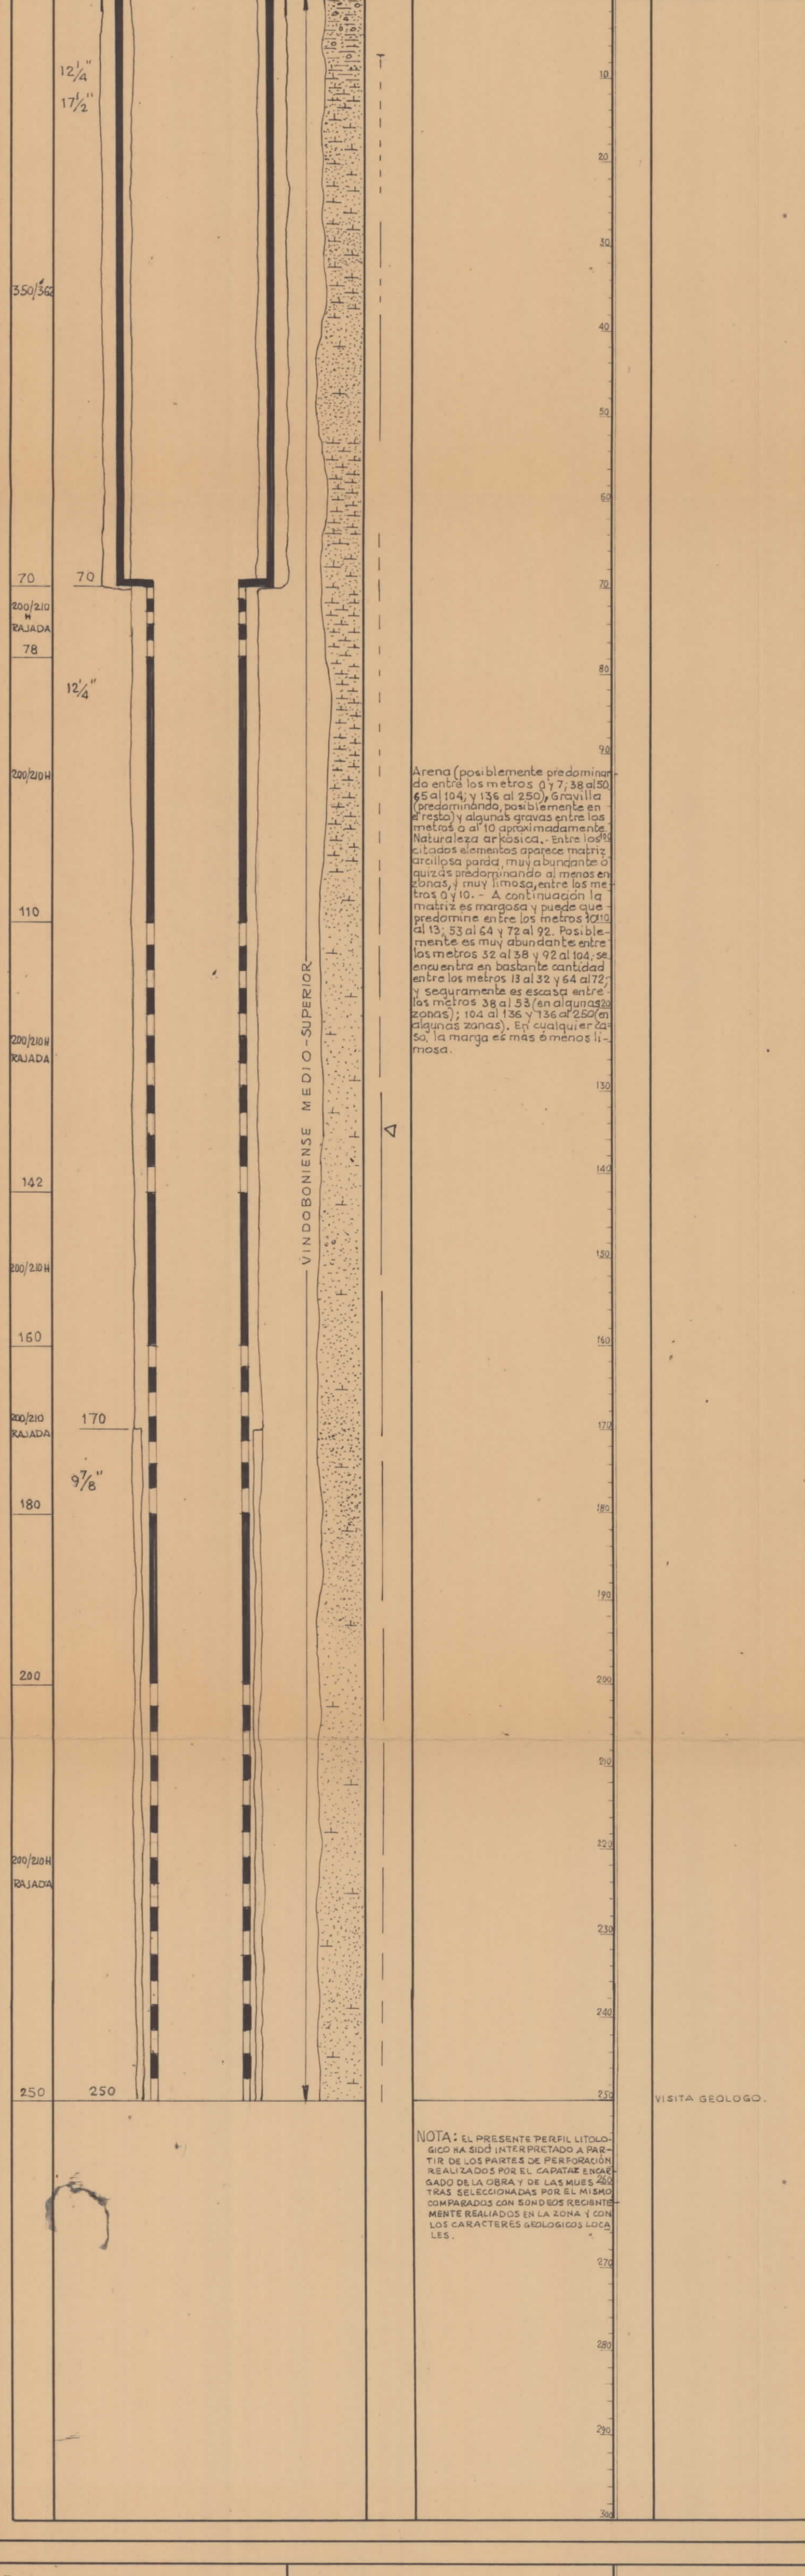 12¼"
17½"
350/362
70
70
200/210
H
RAJADA
78
12¼"
200/210 H
110
200/210 H
RAJADA
142
200/210 H
160
200/210
RAJADA
170
9⅞"
180
200
200/210 H
RAJADA
250
250
VINDOBONIENSE MEDIO-SUPERIOR
Arena (posiblemente predominan-
do entre los metros 0 y 7; 38 al 50
65 al 104; y 136 al 250), Gravilla
(predominando, posiblemente en
el resto) y algunas gravas entre los
metros 0 al 10 aproximadamente
Naturaleza arkósica.- Entre los
citados elementos aparece matriz
arcillosa parda, muy abundante ó
quizás predominando al menos en
zonas, y muy limosa, entre los me
tros 0 y 10. - A continuación la
matriz es margosa y puede que
predomine entre los metros 10
al 13; 53 al 64 y 72 al 92. Posible-
mente es muy abundante entre
los metros 32 al 38 y 92 al 104; se
encuentra en bastante cantidad
entre los metros 13 al 32 y 64 al 72;
y seguramente es escasa entre
los metros 38 al 53 (en algunas
zonas); 104 al 136 y 136 al 250 (en
algunas zonas). En cualquier ca-
so, la marga es más ó menos li-
mosa.
10
20
30
40
50
60
70
80
90
100
110
120
130
140
150
160
170
180
190
200
210
220
230
240
250
260
270
280
290
300
VISITA GEOLOGO.
NOTA: EL PRESENTE PERFIL LITOLO-
GICO HA SIDO INTERPRETADO A PAR-
TIR DE LOS PARTES DE PERFORACIÓN
REALIZADOS POR EL CAPATAZ ENCAR
GADO DE LA OBRA Y DE LAS MUES
TRAS SELECCIONADAS POR EL MISMO
COMPARADOS CON SONDEOS RECIENTE-
MENTE REALIADOS EN LA ZONA Y CON
LOS CARACTERES GEOLOGICOS LOCA
LES.